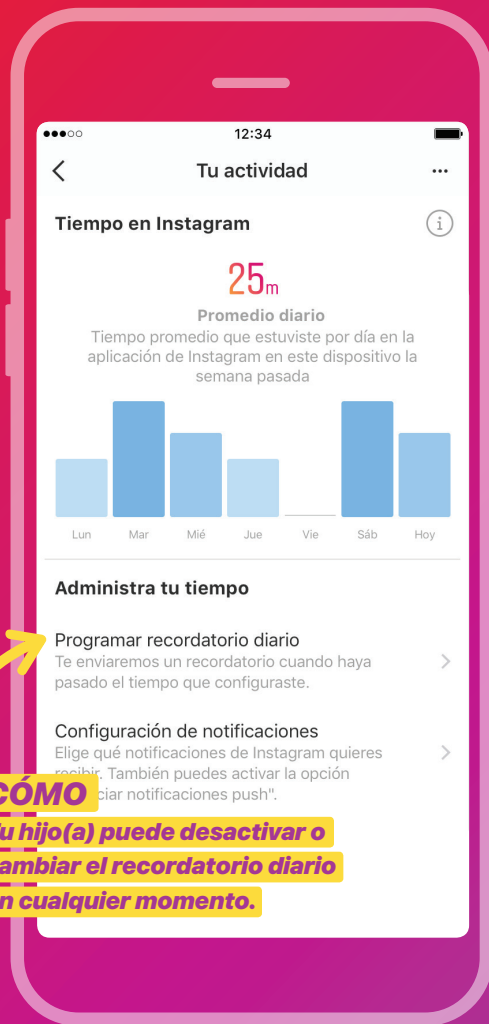 12:34
Tu actividad
Tiempo en Instagram
25m
Promedio diario
Tiempo promedio que estuviste por día en la
aplicación de Instagram en este dispositivo la
semana pasada
Lun Mar Mié Jue Vie Sáb Hoy
Administra tu tiempo
Programar recordatorio diario
Te enviaremos un recordatorio cuando haya
pasado el tiempo que configuraste.
Configuración de notificaciones
Elige qué notificaciones de Instagram quieres
recibir. También puedes activar la opción
notificaciones push".
CÓMO
hijo(a) puede desactivar o
el recordatorio diario
cualquier momento.